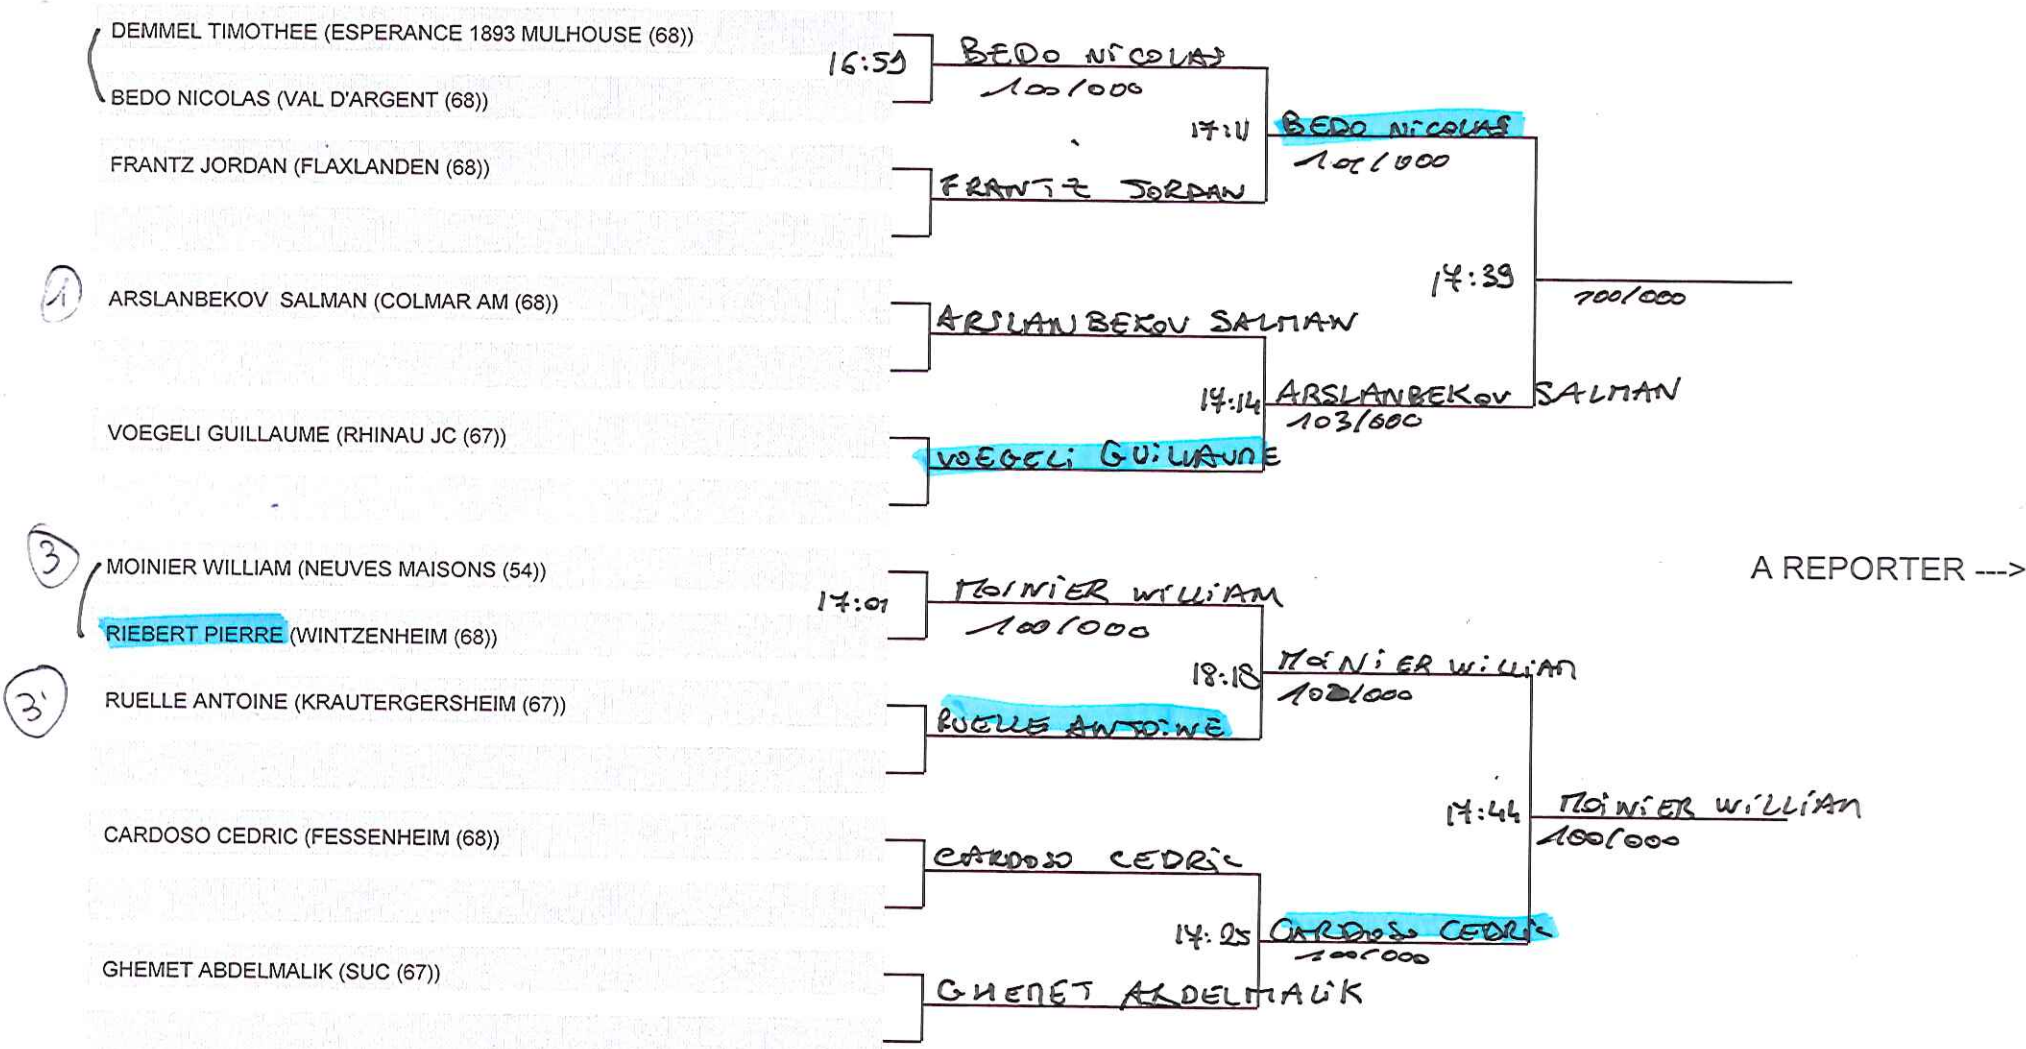 DEMMEL TIMOTHEE (ESPERANCE 1893 MULHOUSE (68))
16:59
BEDO NiCOLAS
100/000
BEDO NICOLAS (VAL D'ARGENT (68))
17:11
BEDO NiCOLAS
/000
FRANTZ JORDAN (FLAXLANDEN (68))
FRANTZ JORDAN
17:39
100/000
1
ARSLANBEKOV SALMAN (COLMAR AM (68))
ARSLANBEKOV SALMAN
17:14
ARSLANBEKOV SALMAN
103/000
VOEGELI GUILLAUME (RHINAU JC (67))
VOEGELi GUiLLAUME
3
MOINIER WILLIAM (NEUVES MAISONS (54))
A REPORTER --->
17:01
MOINiER WiLLiAM
100/000
RIEBERT PIERRE (WINTZENHEIM (68))
18:18
MOiNiER WiLLiAM
/000
3'
RUELLE ANTOINE (KRAUTERGERSHEIM (67))
RUELLE ANTOiNE
17:44
MOiNiER WiLLiAM
100/000
CARDOSO CEDRIC (FESSENHEIM (68))
CARDOSO CEDRiC
17:25
CARDOSO CEDRiC
100/000
GHEMET ABDELMALIK (SUC (67))
GHEMET ABDELMALiK